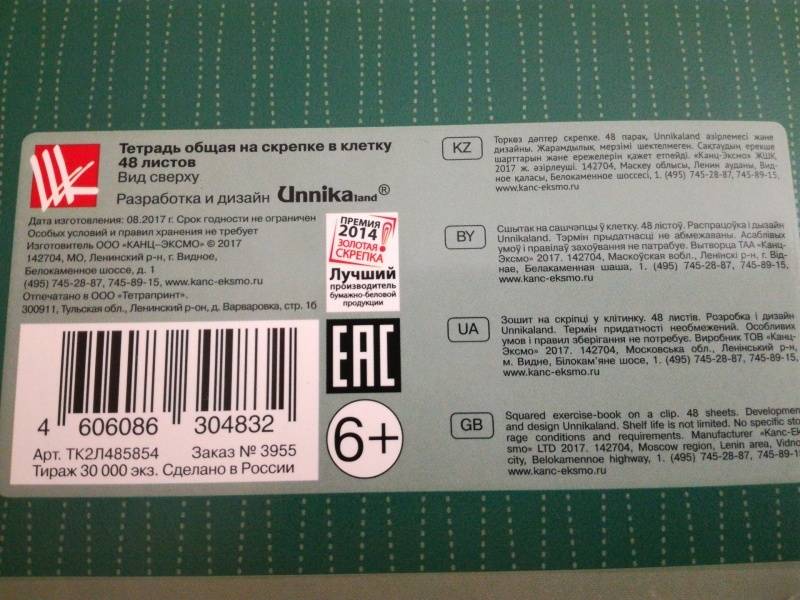 Тетрадь общая на скрепке в клетку
48 листов
Вид сверху
Разработка и дизайн Unnikaland®
Дата изготовления: 08.2017 г. Срок годности не ограничен
Особых условий и правил хранения не требует
Изготовитель ООО «КАНЦ-ЭКСМО» © 2017
142704, МО, Ленинский р-н, г. Видное,
Белокаменное шоссе, д. 1
(495) 745-28-87, 745-89-15, www.kanc-eksmo.ru
Отпечатано в ООО «Тетрапринт».
300911, Тульская обл., Ленинский р-он, д. Варваровка, стр. 1б
ПРЕМИЯ
2014
ЗОЛОТАЯ
СКРЕПКА
Лучший
производитель
бумажно-беловой
продукции
EAC
6+
4 606086 304832
Арт. ТК2Л485854 Заказ № 3955
Тираж 30 000 экз. Сделано в России
KZ
Торкөз дәптер скрепке. 48 парақ, Unnikaland әзірлемесі және
дизайны. Жарамдылық мерзімі шектелмеген. Сақтаудың ерекше
шарттарын және ережелерін қажет етпейді. «Канц-Эксмо» ЖШҚ,
2017 ж. әзірлеуші. 142704, Маскеу облысы, Ленин ауданы, Вид-
ное қаласы, Белокаменное шоссесі, 1. (495) 745-28-87, 745-89-15,
www.kanc-eksmo.ru
BY
Сшытак на сашчэпцы ў клетку. 48 лістоў. Распрацоўка і дызайн
Unnikaland. Тэрмін прыдатнасці не абмежаваны. Асаблівых
умоў і правілаў захоўвання не патрабуе. Вытворца ТАА «Канц-
Эксмо» 2017. 142704, Маскоўская вобл., Ленінскі р-н, г. Від-
нае, Белакаменная шаша, 1. (495) 745-28-87, 745-89-15,
www.kanc-eksmo.ru
UA
Зошит на скріпці у клітинку. 48 листів. Розробка і дизайн
Unnikaland. Термін придатності необмежений. Особливих
умов і правил зберігання не потребує. Виробник ТОВ «Канц-
Эксмо» 2017. 142704, Московська обл., Ленінський р-н,
м. Видне, Білокам'яне шосе, 1. (495) 745-28-87, 745-89-15,
www.kanc-eksmo.ru
GB
Squared exercise-book on a clip. 48 sheets. Developmen
and design Unnikaland. Shelf life is not limited. No specific sto-
rage conditions and requirements. Manufacturer «Kanc-Ek
smo» LTD 2017. 142704, Moscow region, Lenin area, Vidno
city, Belokamennoe highway, 1. (495) 745-28-87, 745-89-1
www.kanc-eksmo.ru